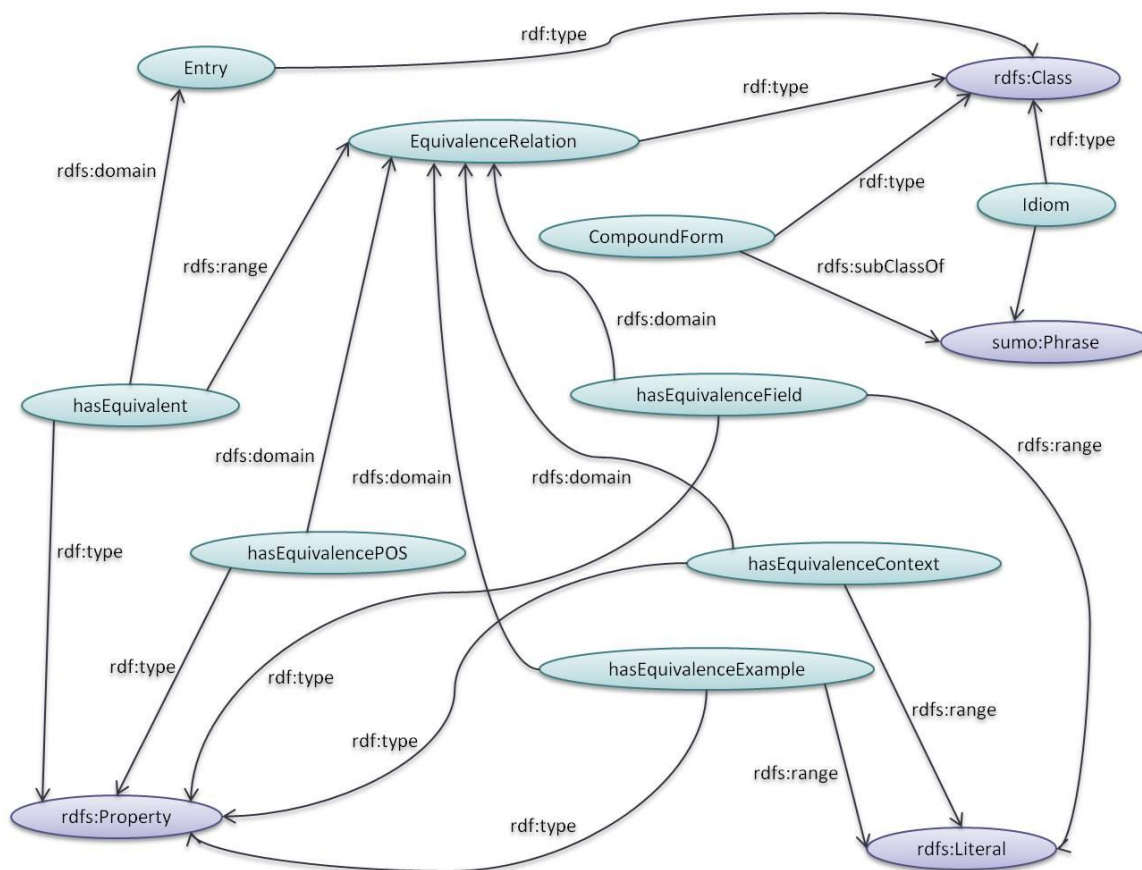 rdf:type
Entry
rdfs:Class
rdf:type
EquivalenceRelation
rdf:type
rdfs:domain
rdf:type
Idiom
CompoundForm
rdfs:range
rdfs:subClassOf
rdfs:domain
sumo:Phrase
hasEquivalent
hasEquivalenceField
rdfs:range
rdfs:domain
rdfs:domain
rdfs:domain
rdf:type
hasEquivalencePOS
hasEquivalenceContext
rdf:type
hasEquivalenceExample
rdf:type
rdfs:range
rdf:type
rdfs:range
rdfs:Property
rdf:type
rdfs:Literal